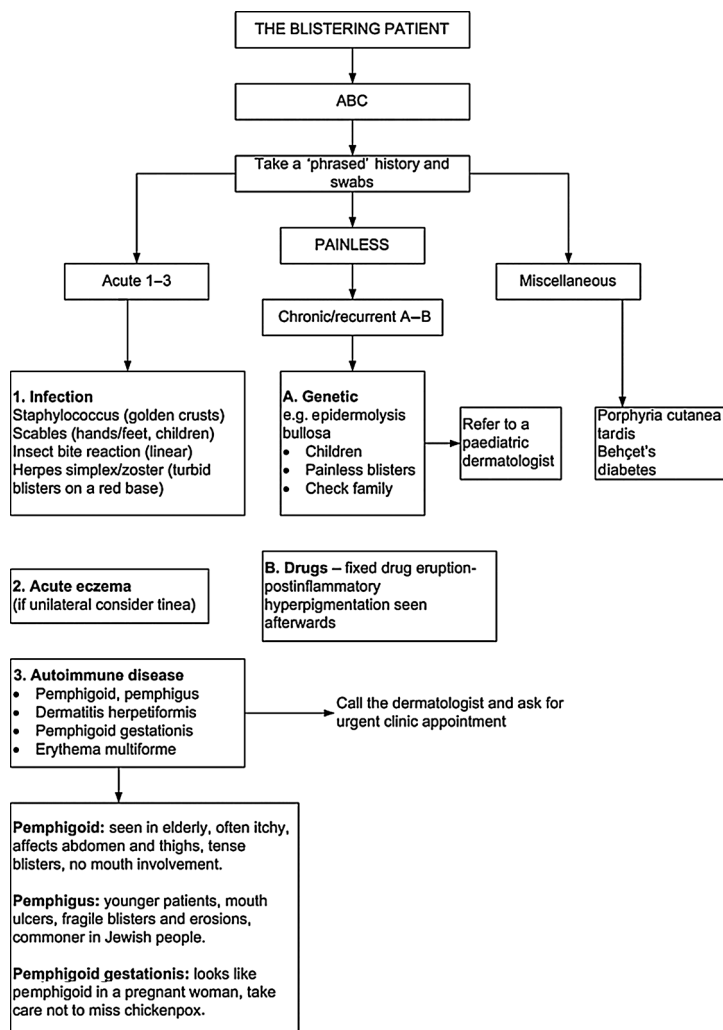 THE BLISTERING PATIENT
ABC
Take a ‘phrased’ history and
swabs
Acute 1–3
PAINLESS
Miscellaneous
Chronic/recurrent A–B
1. Infection
Staphylococcus (golden crusts)
Scables (hands/feet, children)
Insect bite reaction (linear)
Herpes simplex/zoster (turbid
blisters on a red base)
A. Genetic
e.g. epidermolysis
bullosa
• Children
• Painless blisters
• Check family
Refer to a
paediatric
dermatologist
Porphyria cutanea
tardis
Behçet's
diabetes
2. Acute eczema
(if unilateral consider tinea)
B. Drugs – fixed drug eruption-
postinflammatory
hyperpigmentation seen
afterwards
3. Autoimmune disease
• Pemphigoid, pemphigus
• Dermatitis herpetiformis
• Pemphigoid gestationis
• Erythema multiforme
Call the dermatologist and ask for
urgent clinic appointment
Pemphigoid: seen in elderly, often itchy,
affects abdomen and thighs, tense
blisters, no mouth involvement.
Pemphigus: younger patients, mouth
ulcers, fragile blisters and erosions,
commoner in Jewish people.
Pemphigoid gestationis: looks like
pemphigoid in a pregnant woman, take
care not to miss chickenpox.